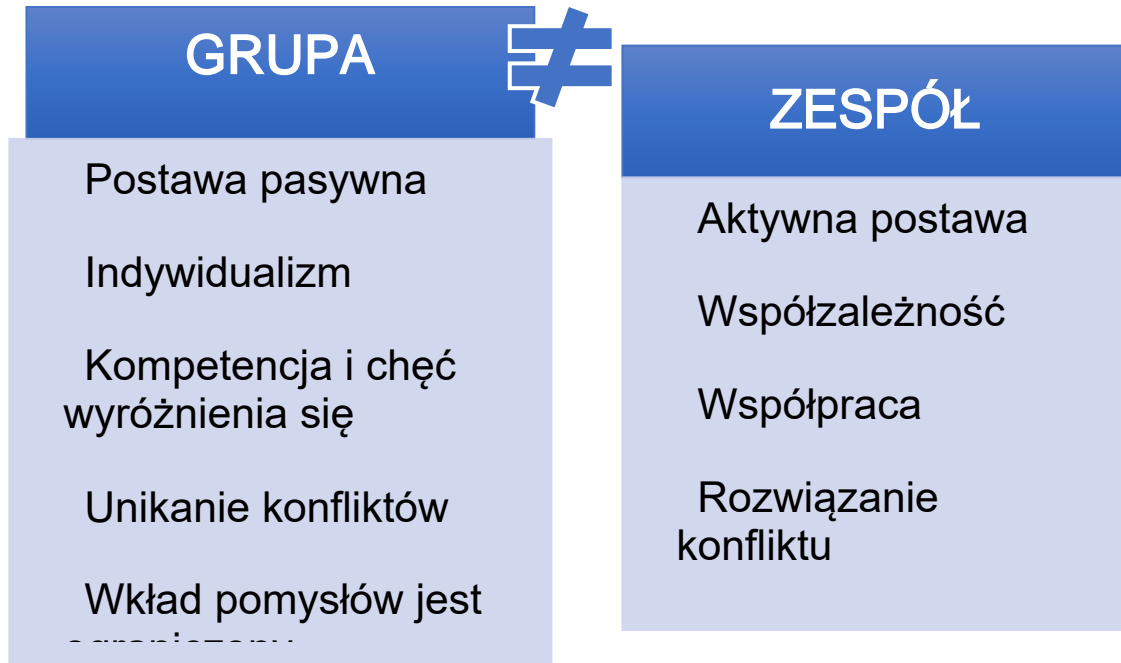 GRUPA
≠
Postawa pasywna
Indywidualizm
Kompetencja i chęć
wyróżnienia się
Unikanie konfliktów
Wkład pomysłów jest
ograniczony
ZESPÓŁ
Aktywna postawa
Współzależność
Współpraca
Rozwiązanie
konfliktu